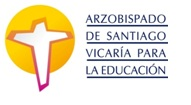 ARZOBISPADO
DE SANTIAGO
VICARÍA PARA
LA EDUCACIÓN